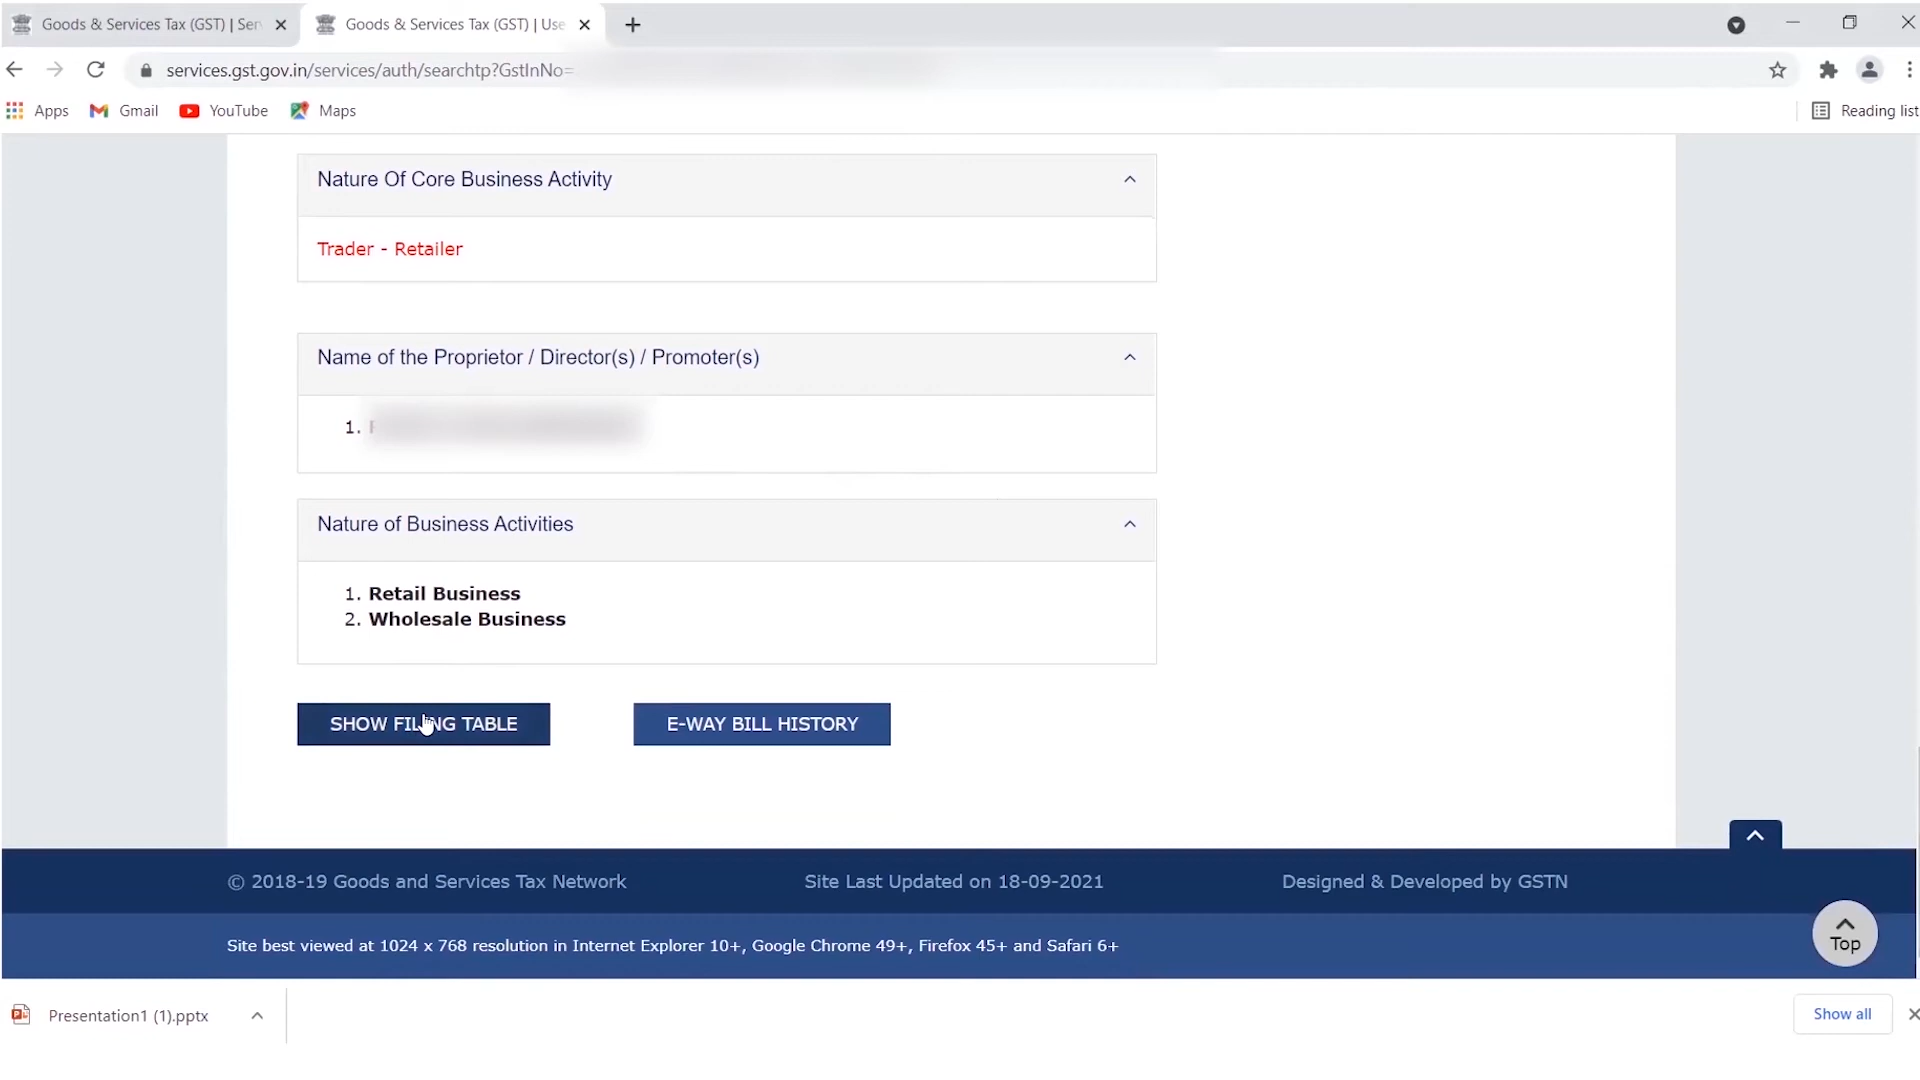 Goods & Services Tax (GST) | Ser
Goods & Services Tax (GST) | Use
services.gst.gov.in/services/auth/searchtp?GstInNo=
Apps
Gmail
YouTube
Maps
Reading list
Nature Of Core Business Activity
Trader - Retailer
Name of the Proprietor / Director(s) / Promoter(s)
1.
Nature of Business Activities
1. Retail Business
2. Wholesale Business
SHOW FILING TABLE
E-WAY BILL HISTORY
© 2018-19 Goods and Services Tax Network
Site Last Updated on 18-09-2021
Designed & Developed by GSTN
Site best viewed at 1024 x 768 resolution in Internet Explorer 10+, Google Chrome 49+, Firefox 45+ and Safari 6+
Top
Presentation1 (1).pptx
Show all